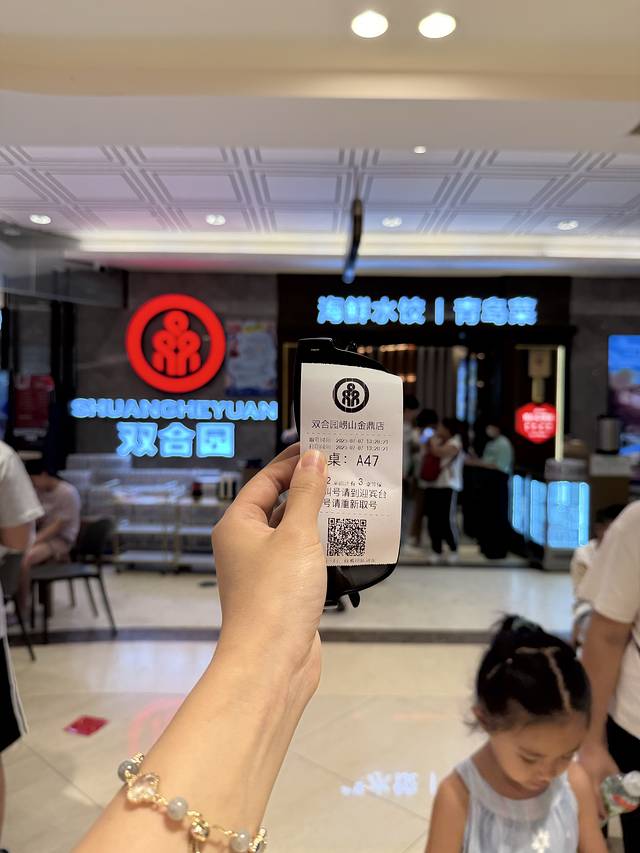 海鲜水饺 | 青岛菜
SHUANGHEYUAN
双合园
双合园崂山金鼎店
桌: A47
叫号请到迎宾台
号请重新取号